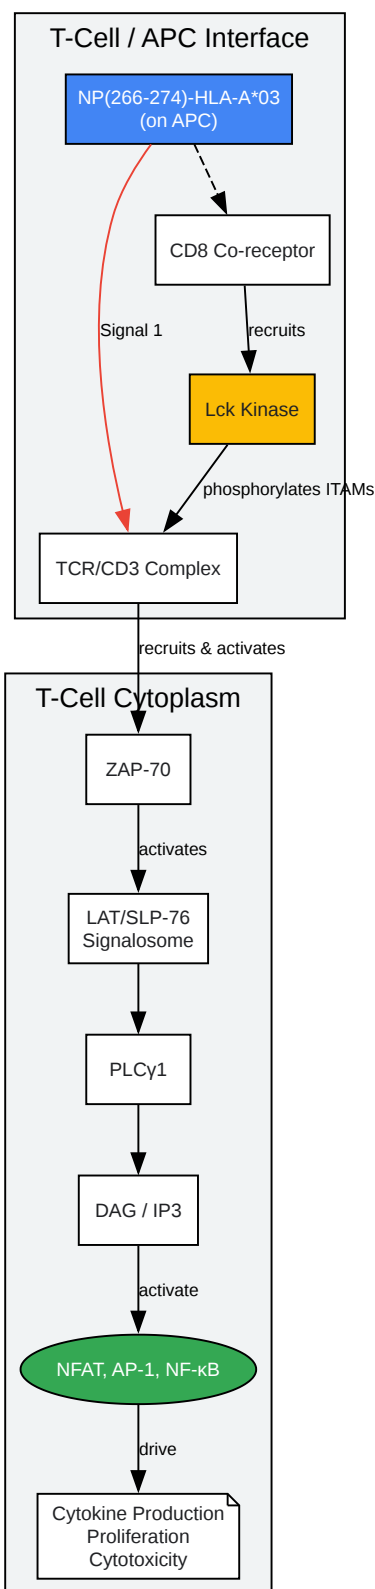 T-Cell / APC Interface
NP(266-274)-HLA-A*03
(on APC)
CD8 Co-receptor
Signal 1
recruits
Lck Kinase
phosphorylates ITAMs
TCR/CD3 Complex
recruits & activates
T-Cell Cytoplasm
ZAP-70
activates
LAT/SLP-76
Signalosome
PLCγ1
DAG / IP3
activate
NFAT, AP-1, NF-κB
drive
Cytokine Production
Proliferation
Cytotoxicity